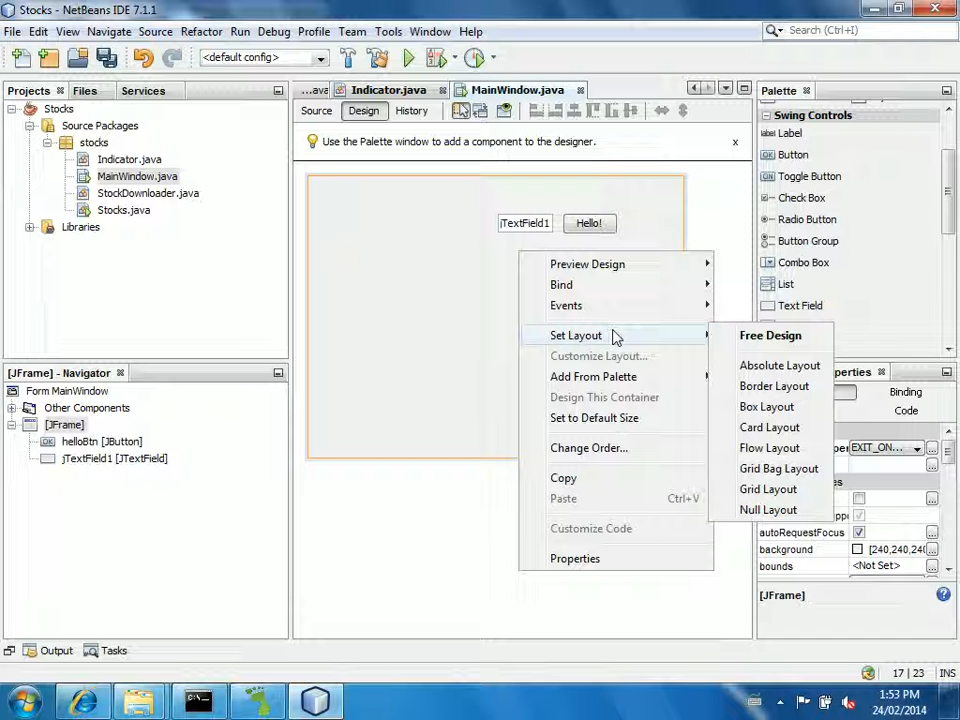 Stocks - NetBeans IDE 7.1.1
File Edit View Navigate Source Refactor Run Debug Profile Team Tools Window Help
Search (Ctrl+I)
<default config>
Projects Files Services
...ava Indicator.java MainWindow.java
Palette
Source Design History
Use the Palette window to add a component to the designer.
Stocks
Source Packages
stocks
Indicator.java
MainWindow.java
StockDownloader.java
Stocks.java
Libraries
jTextField1 Hello!
Swing Controls
Label
Button
Toggle Button
Check Box
Radio Button
Button Group
Combo Box
List
Text Field
Preview Design
Bind
Events
Set Layout
Customize Layout...
Add From Palette
Design This Container
Set to Default Size
Change Order...
Copy
Paste Ctrl+V
Customize Code
Properties
Free Design
Absolute Layout
Border Layout
Box Layout
Card Layout
Flow Layout
Grid Bag Layout
Grid Layout
Null Layout
[JFrame] - Navigator
Form MainWindow
Other Components
[JFrame]
helloBtn [JButton]
jTextField1 [JTextField]
perties
Binding
Code
EXIT_ON...
autoRequestFocus
background [240,240,240
bounds <Not Set>
[JFrame]
Output Tasks
17 | 23 INS
1:53 PM
24/02/2014